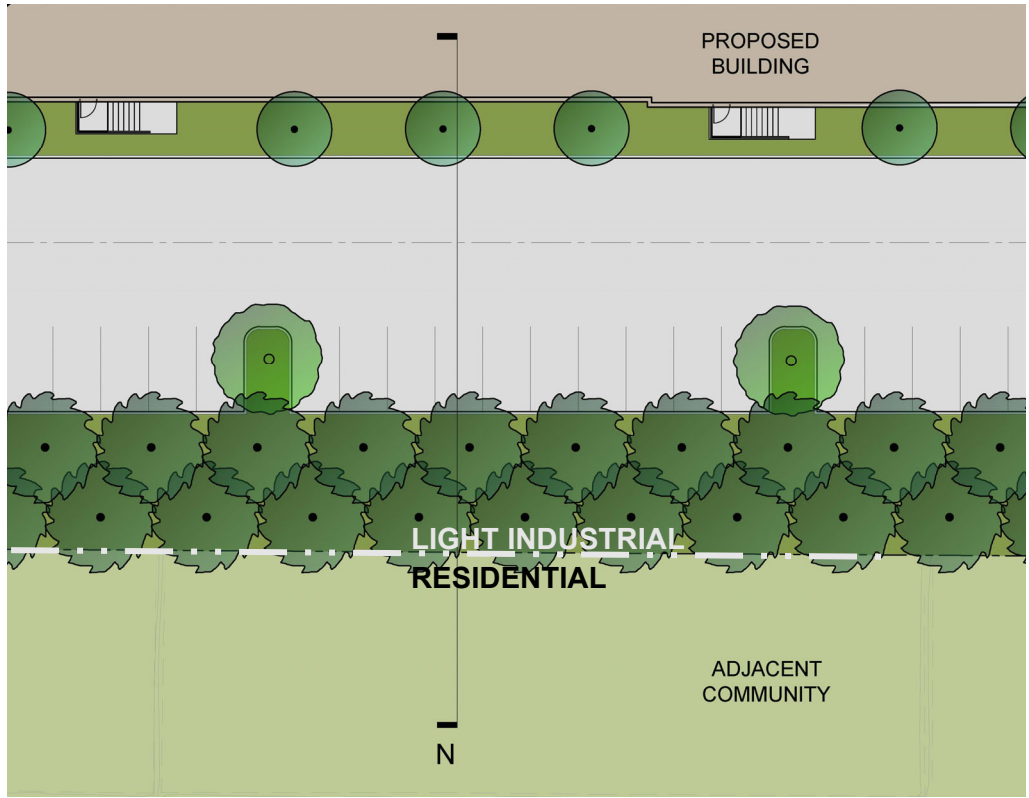 PROPOSED
BUILDING
LIGHT INDUSTRIAL
RESIDENTIAL
ADJACENT
COMMUNITY
N